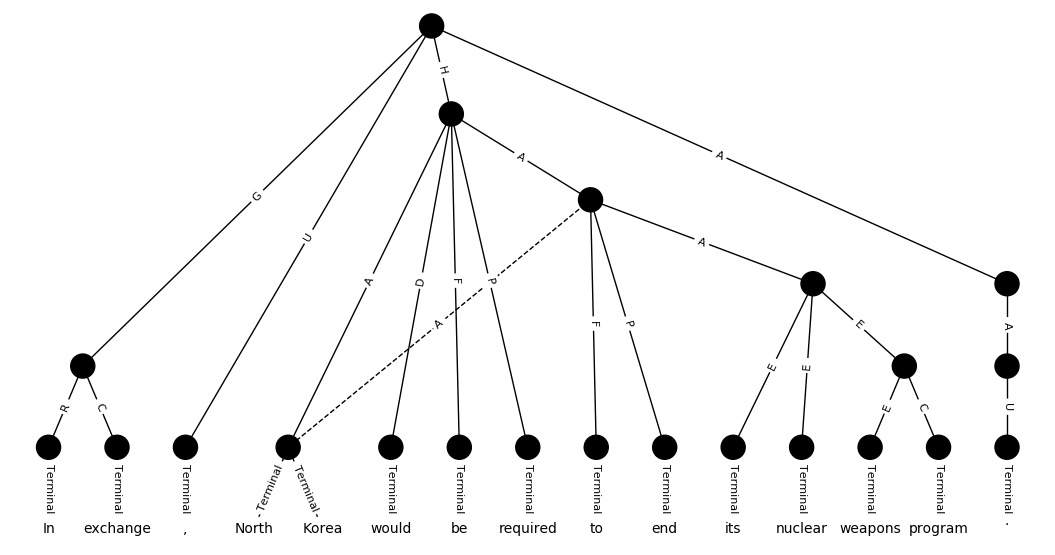 H
A
A
G
U
A
A D F P
A
F P
E
A
E E
R C
E C
U
Terminal Terminal Terminal Terminal Terminal Terminal Terminal Terminal Terminal Terminal Terminal Terminal Terminal Terminal Terminal
In exchange , North Korea would be required to end its nuclear weapons program .